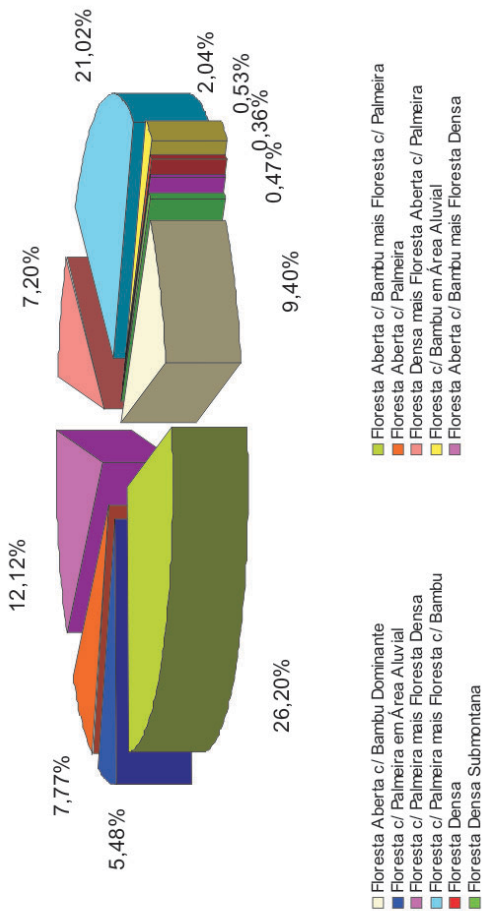 12,12%
7,20%
21,02%
7,77%
2,04%
5,48%
0,53%
0,36%
0,47%
26,20%
9,40%
Floresta Aberta c/ Bambu Dominante
Floresta c/ Palmeira em Área Aluvial
Floresta c/ Palmeira mais Floresta Densa
Floresta c/ Palmeira mais Floresta c/ Bambu
Floresta Densa
Floresta Densa Submontana
Floresta Aberta c/ Bambu mais Floresta c/ Palmeira
Floresta Aberta c/ Palmeira
Floresta Densa mais Floresta Aberta c/ Palmeira
Floresta c/ Bambu em Área Aluvial
Floresta Aberta c/ Bambu mais Floresta Densa